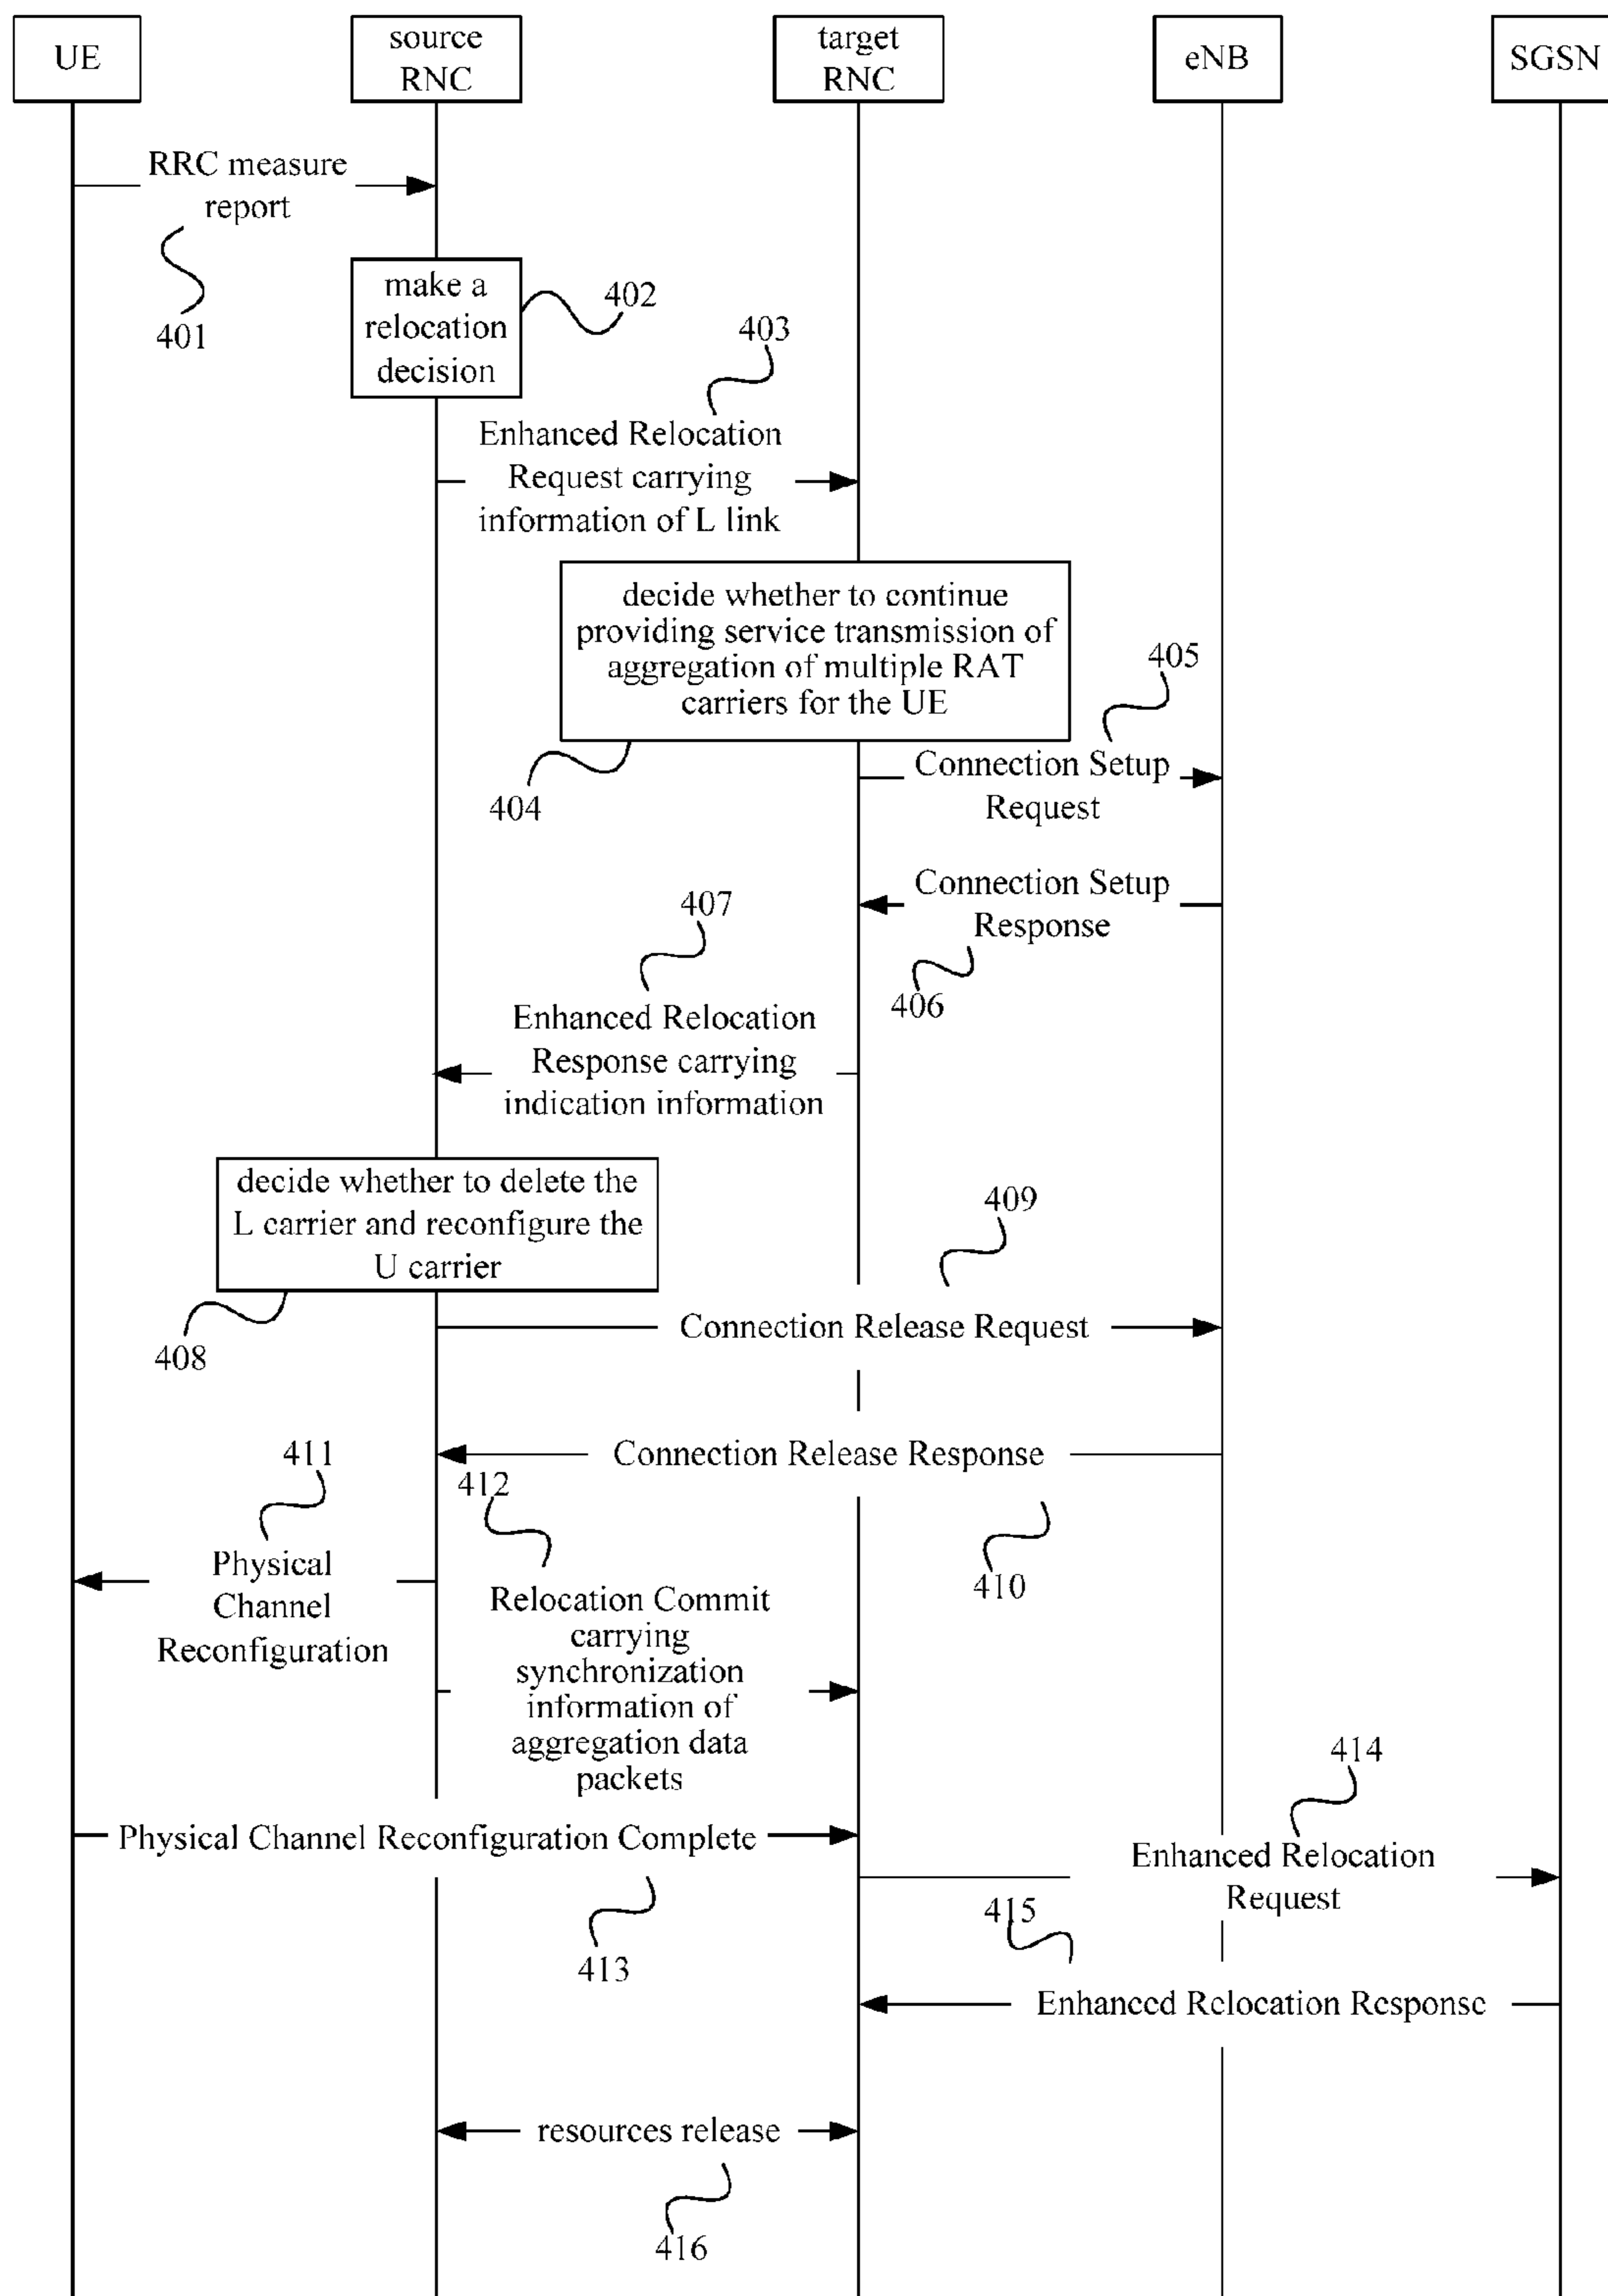 UE
source
RNC
target
RNC
eNB
SGSN
RRC measure
report
401
make a
relocation
decision
402
403
Enhanced Relocation
Request carrying
information of L link
decide whether to continue
providing service transmission of
aggregation of multiple RAT
carriers for the UE
404
405
Connection Setup
Request
Connection Setup
Response
406
407
Enhanced Relocation
Response carrying
indication information
decide whether to delete the
L carrier and reconfigure the
U carrier
408
409
Connection Release Request
Connection Release Response
410
411
Physical
Channel
Reconfiguration
412
Relocation Commit
carrying
synchronization
information of
aggregation data
packets
Physical Channel Reconfiguration Complete
413
414
Enhanced Relocation
Request
415
Enhanced Relocation Response
resources release
416